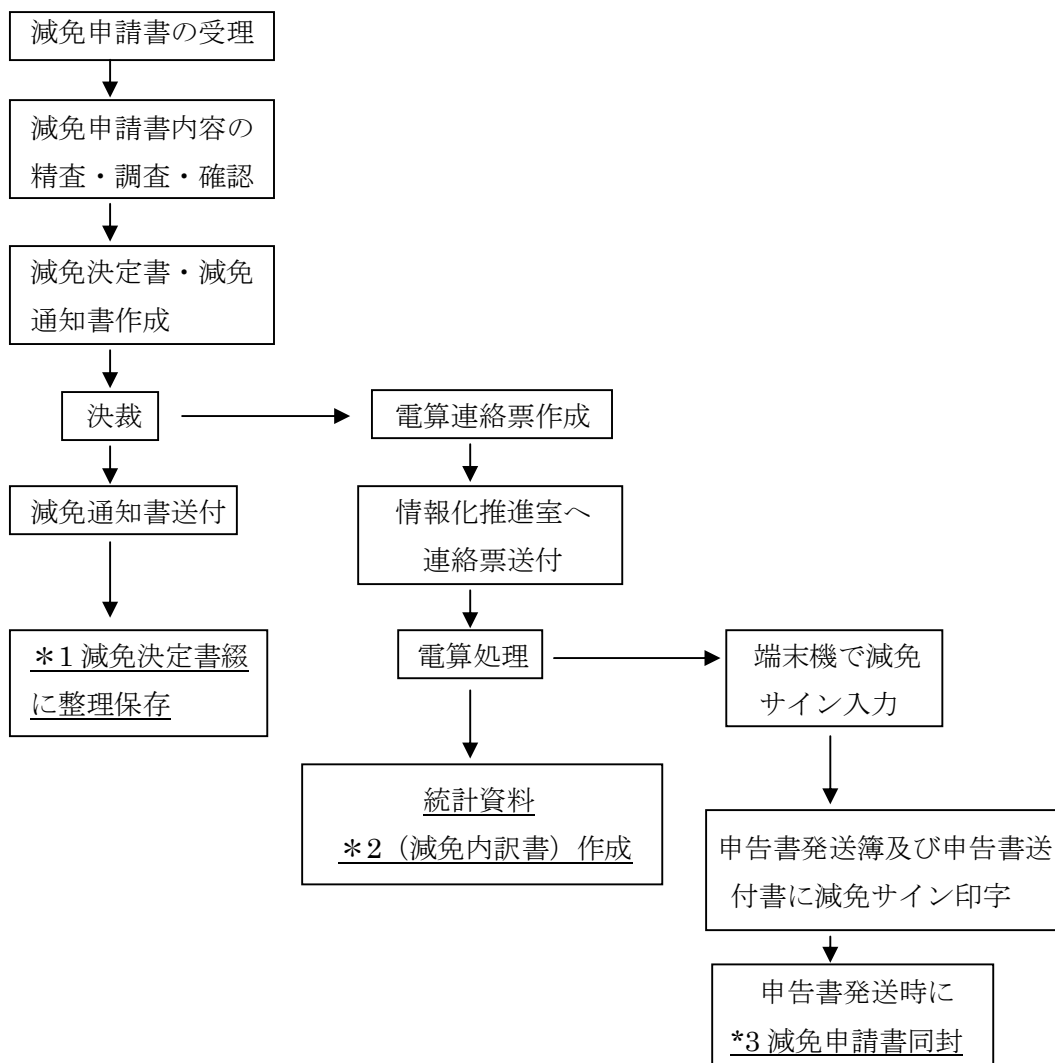 減免申請書の受理
減免申請書内容の
精査・調査・確認
減免決定書・減免
通知書作成
決裁
電算連絡票作成
減免通知書送付
情報化推進室へ
連絡票送付
＊1 減免決定書綴
に整理保存
電算処理
端末機で減免
サイン入力
統計資料
＊2（減免内訳書）作成
申告書発送簿及び申告書送
付書に減免サイン印字
申告書発送時に
*3 減免申請書同封